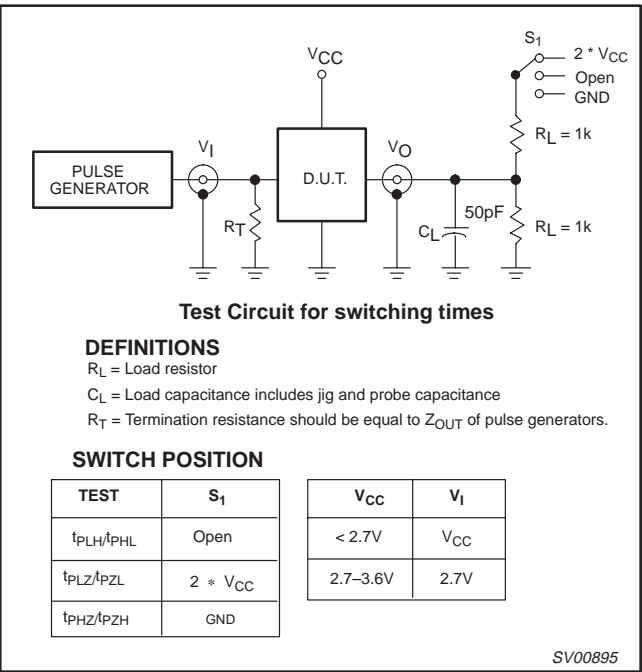 S1
2 * VCC
Open
GND
VCC
RL = 1k
VI
VO
PULSE
GENERATOR
D.U.T.
50pF
RT
CL
RL = 1k
Test Circuit for switching times
DEFINITIONS
RL = Load resistor
CL = Load capacitance includes jig and probe capacitance
RT = Termination resistance should be equal to ZOUT of pulse generators.
SWITCH POSITION
TEST S1
tPLH/tPHL Open
tPLZ/tPZL 2 * VCC
tPHZ/tPZH GND
VCC VI
< 2.7V VCC
2.7–3.6V 2.7V
SV00895